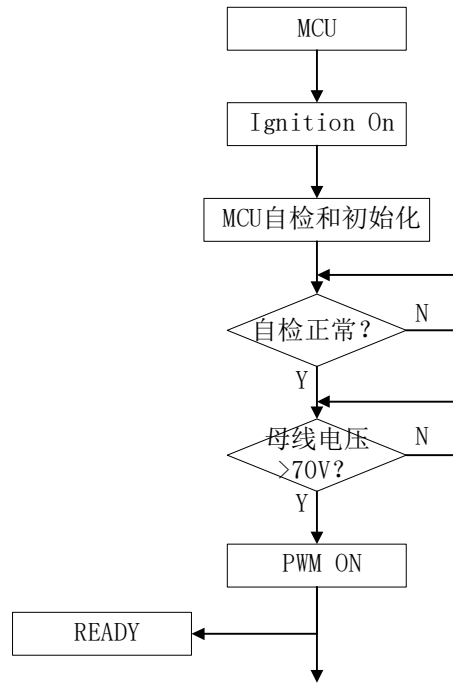 MCU
Ignition On
MCU自检和初始化
自检正常？
N
Y
母线电压
>70V？
N
Y
PWM ON
READY